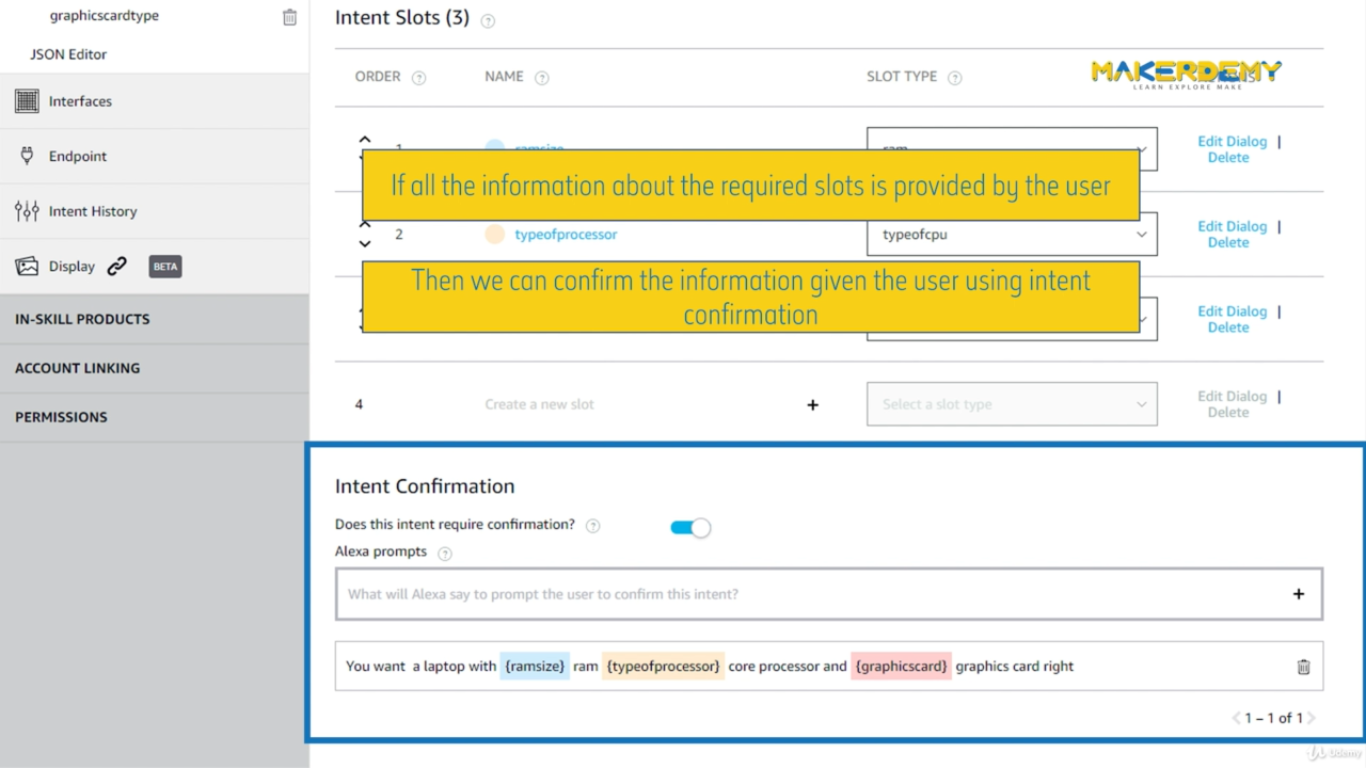 graphicscardtype
JSON Editor
Interfaces
Endpoint
Intent History
Display
BETA
IN-SKILL PRODUCTS
ACCOUNT LINKING
PERMISSIONS
Intent Slots (3) ?
ORDER ? NAME ? SLOT TYPE ?
MAKERDEMY
LEARN EXPLORE MAKE
1 ramsize ram Edit Dialog |
Delete
If all the information about the required slots is provided by the user
2 typeofprocessor typeofcpu Edit Dialog |
Delete
Then we can confirm the information given the user using intent
confirmation
Edit Dialog |
Delete
4 Create a new slot + Select a slot type Edit Dialog |
Delete
Intent Confirmation
Does this intent require confirmation? ?
Alexa prompts ?
What will Alexa say to prompt the user to confirm this intent? +
You want a laptop with {ramsize} ram {typeofprocessor} core processor and {graphicscard} graphics card right
< 1 – 1 of 1 >
Udemy